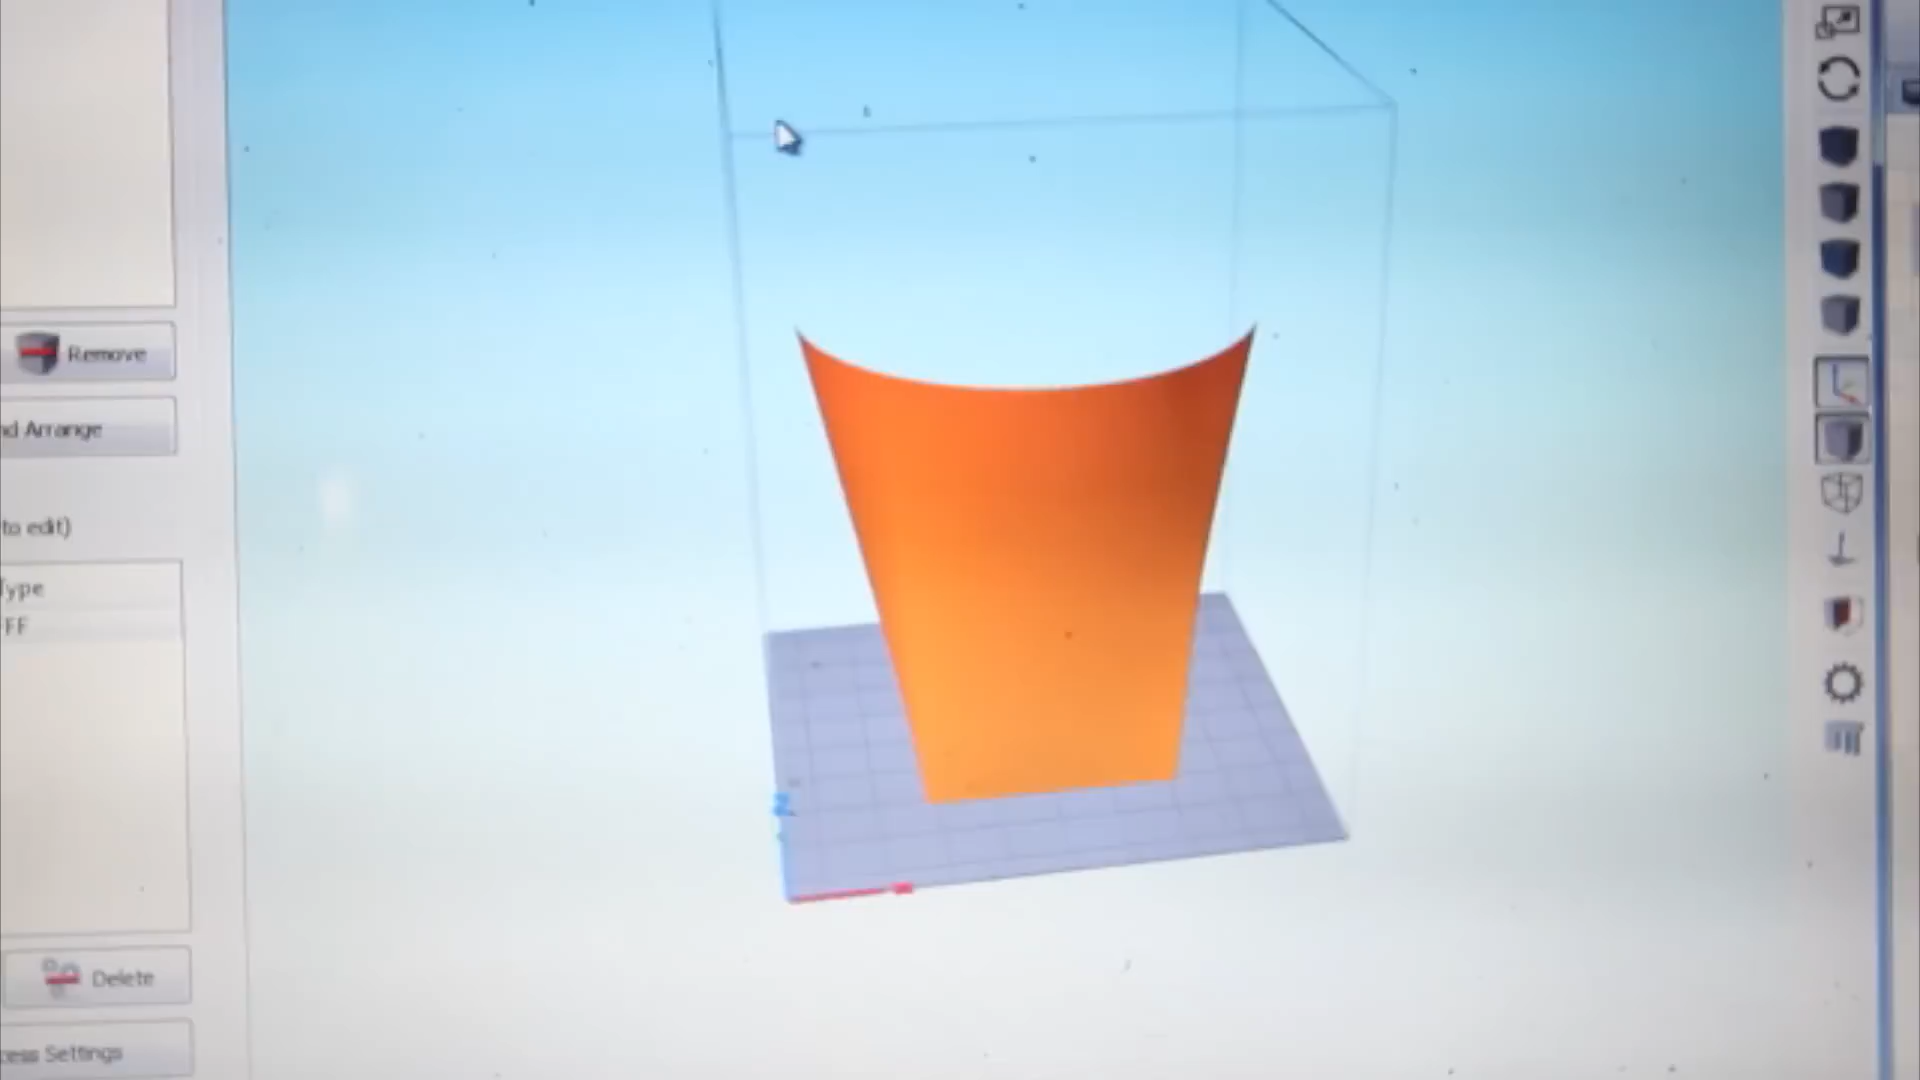 Remove
nd Arrange
to edit)
Type
FF
Z
Delete
cess Settings